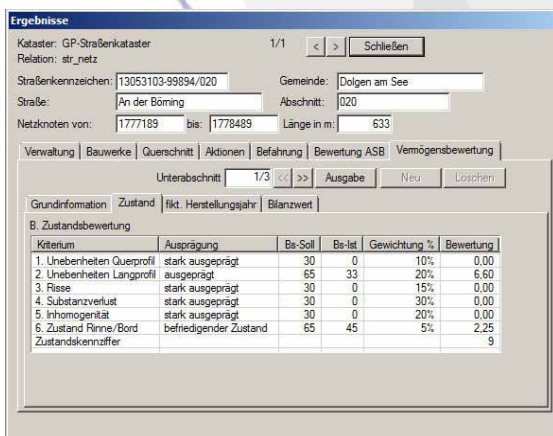 Ergebnisse
Kataster: GP-Straßenkataster 1/1 < > Schließen
Relation: str_netz
Straßenkennzeichen: 13053103-99894/020 Gemeinde: Dolgen am See
Straße: An der Böming Abschnitt: 020
Netzknoten von: 1777189 bis: 1778489 Länge in m: 633
Verwaltung Bauwerke Querschnitt Aktionen Befahrung Bewertung ASB Vermögensbewertung
Unterabschnitt 1/3 << >> Ausgabe Neu Löschen
Grundinformation Zustand fikt. Herstellungsjahr Bilanzwert
B. Zustandsbewertung
Kriterium Ausprägung Bs-Soll Bs-Ist Gewichtung % Bewertung
1. Unebenheiten Querprofil stark ausgeprägt 30 0 10% 0,00
2. Unebenheiten Langprofil ausgeprägt 65 33 20% 6,60
3. Risse stark ausgeprägt 30 0 15% 0,00
4. Substanzverlust stark ausgeprägt 30 0 30% 0,00
5. Inhomogenität stark ausgeprägt 30 0 20% 0,00
6. Zustand Rinne/Bord befriedigender Zustand 65 45 5% 2,25
Zustandskennziffer 9